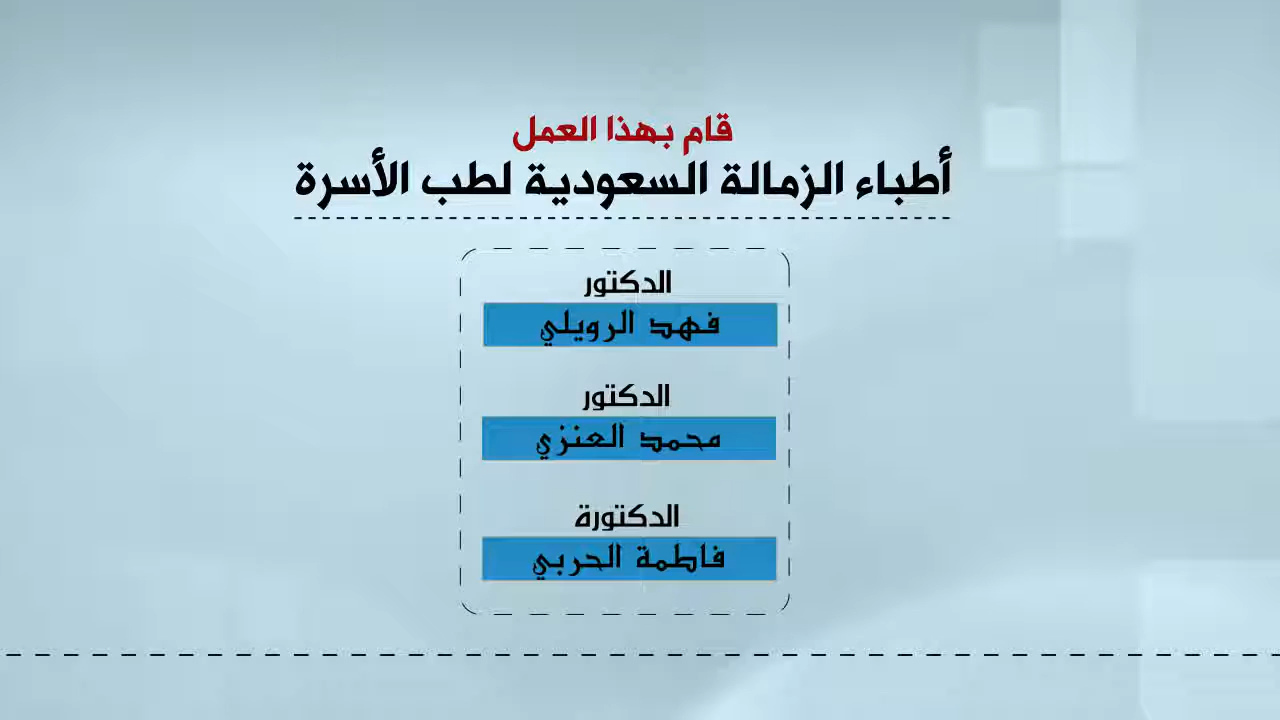 قام بهذا العمل
أطباء الزمالة السعودية لطب الأسرة
الدكتور
فهد الرويلي
الدكتور
محمد العنزي
الدكتورة
فاطمة الحربي